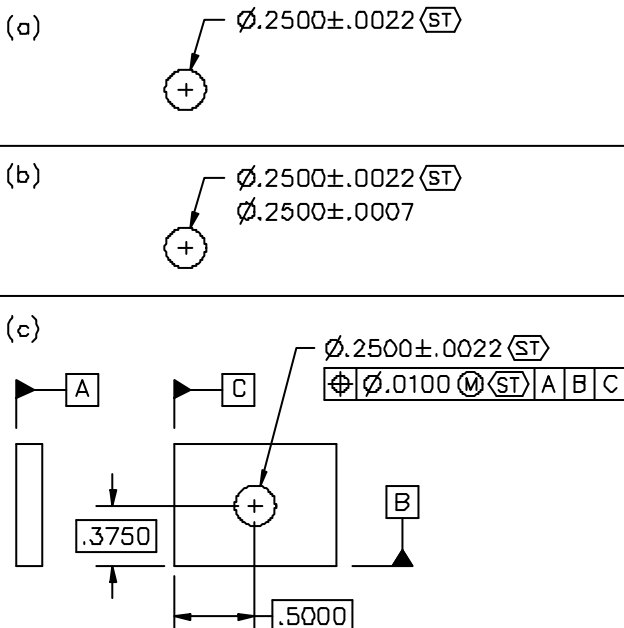 (a)
Ø.2500±.0022 ST
(b)
Ø.2500±.0022 ST
Ø.2500±.0007
(c)
Ø.2500±.0022 ST
⌖ Ø.0100 Ⓜ ST A B C
A
C
B
.3750
.5000